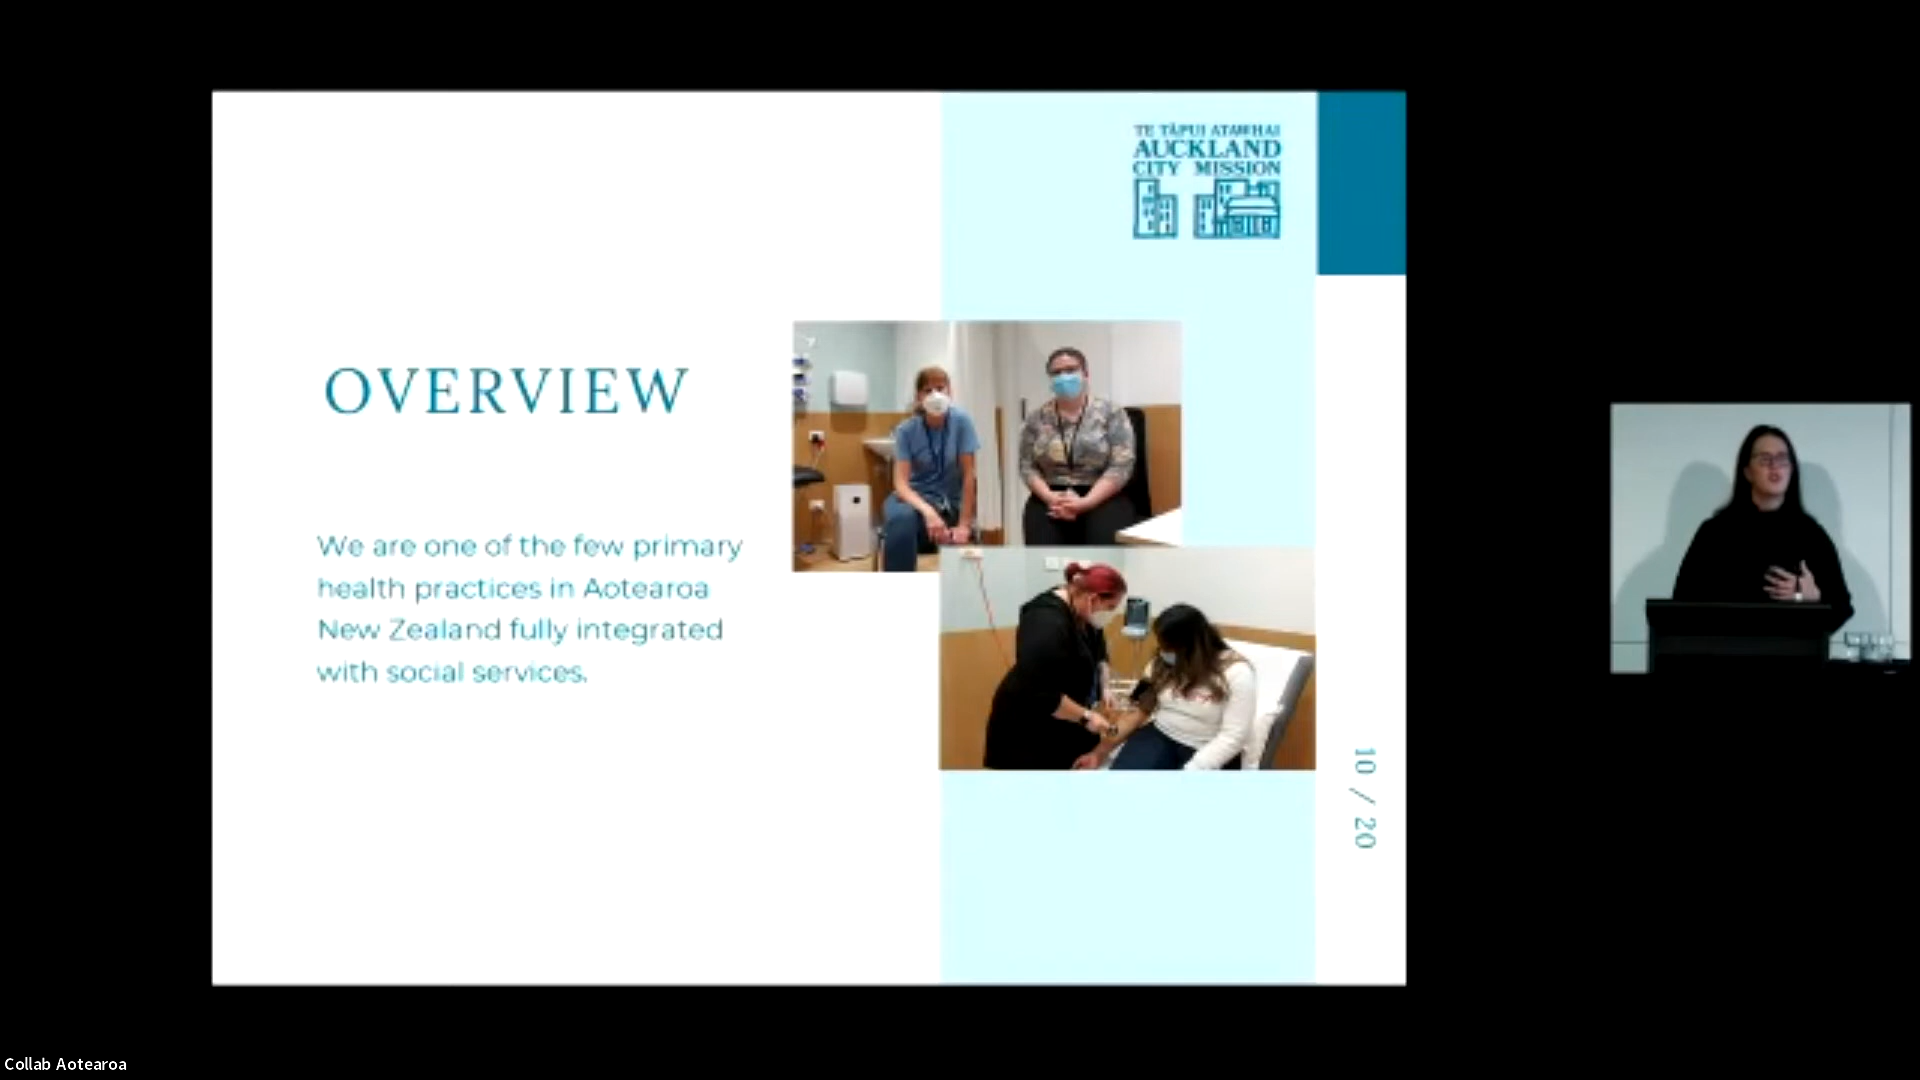 TE TĀPUI ATAWHAI
AUCKLAND
CITY MISSION
OVERVIEW
We are one of the few primary
health practices in Aotearoa
New Zealand fully integrated
with social services.
10 / 20
Collab Aotearoa